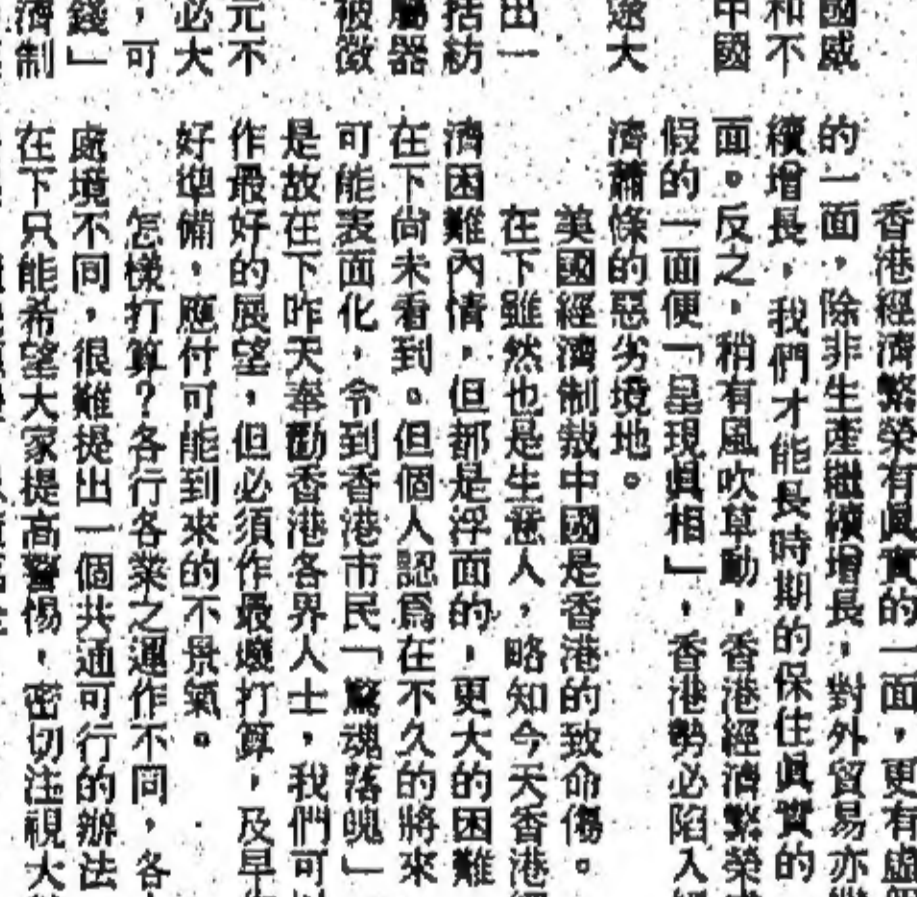 國威
和不
中國
遂大
出一
括紡
屬器
被徵
元不
必大
，可
錢」
濟制
香港經濟繁榮有眞實的一面，更有虛
的一面，除非生產繼續增長，對外貿易亦
續增長，我們才能長時期的保住眞實的
面。反之，稍有風吹草動，香港經濟繁榮
假的一面便「呈現眞相」，香港勢必陷入
濟蕭條的惡劣境地。
美國經濟制裁中國是香港的致命傷。
在下雖然也是生意人，略知今天香港
濟困難內情，但都是浮面的，更大的困難
在下尚未看到。但個人認爲在不久的將來
可能表面化，令到香港市民「驚魂落魄」
是故在下昨天奉勸香港各界人士，我們可
作最好的展望，但必須作最壞打算，及早
好準備，應付可能到來的不景氣。
怎樣打算？各行各業之運作不同，各
處境不同，很難提出一個共通可行的辦法
在下只能希望大家提高警惕，密切注視大